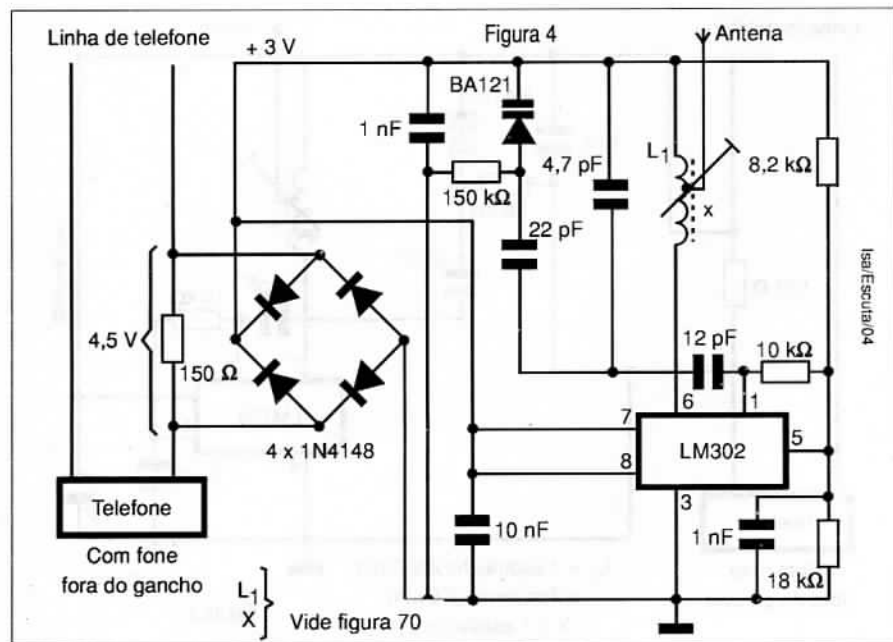 Linha de telefone
+ 3 V
Figura 4
Antena
BA121
1 nF
150 kΩ
4,7 pF
L1
x
8,2 kΩ
22 pF
Isa/Escuta/04
4,5 V
150 Ω
12 pF
10 kΩ
6
1
7
8
LM302
5
3
4 x 1N4148
Telefone
10 nF
1 nF
18 kΩ
Com fone
fora do gancho
L1
X
Vide figura 70